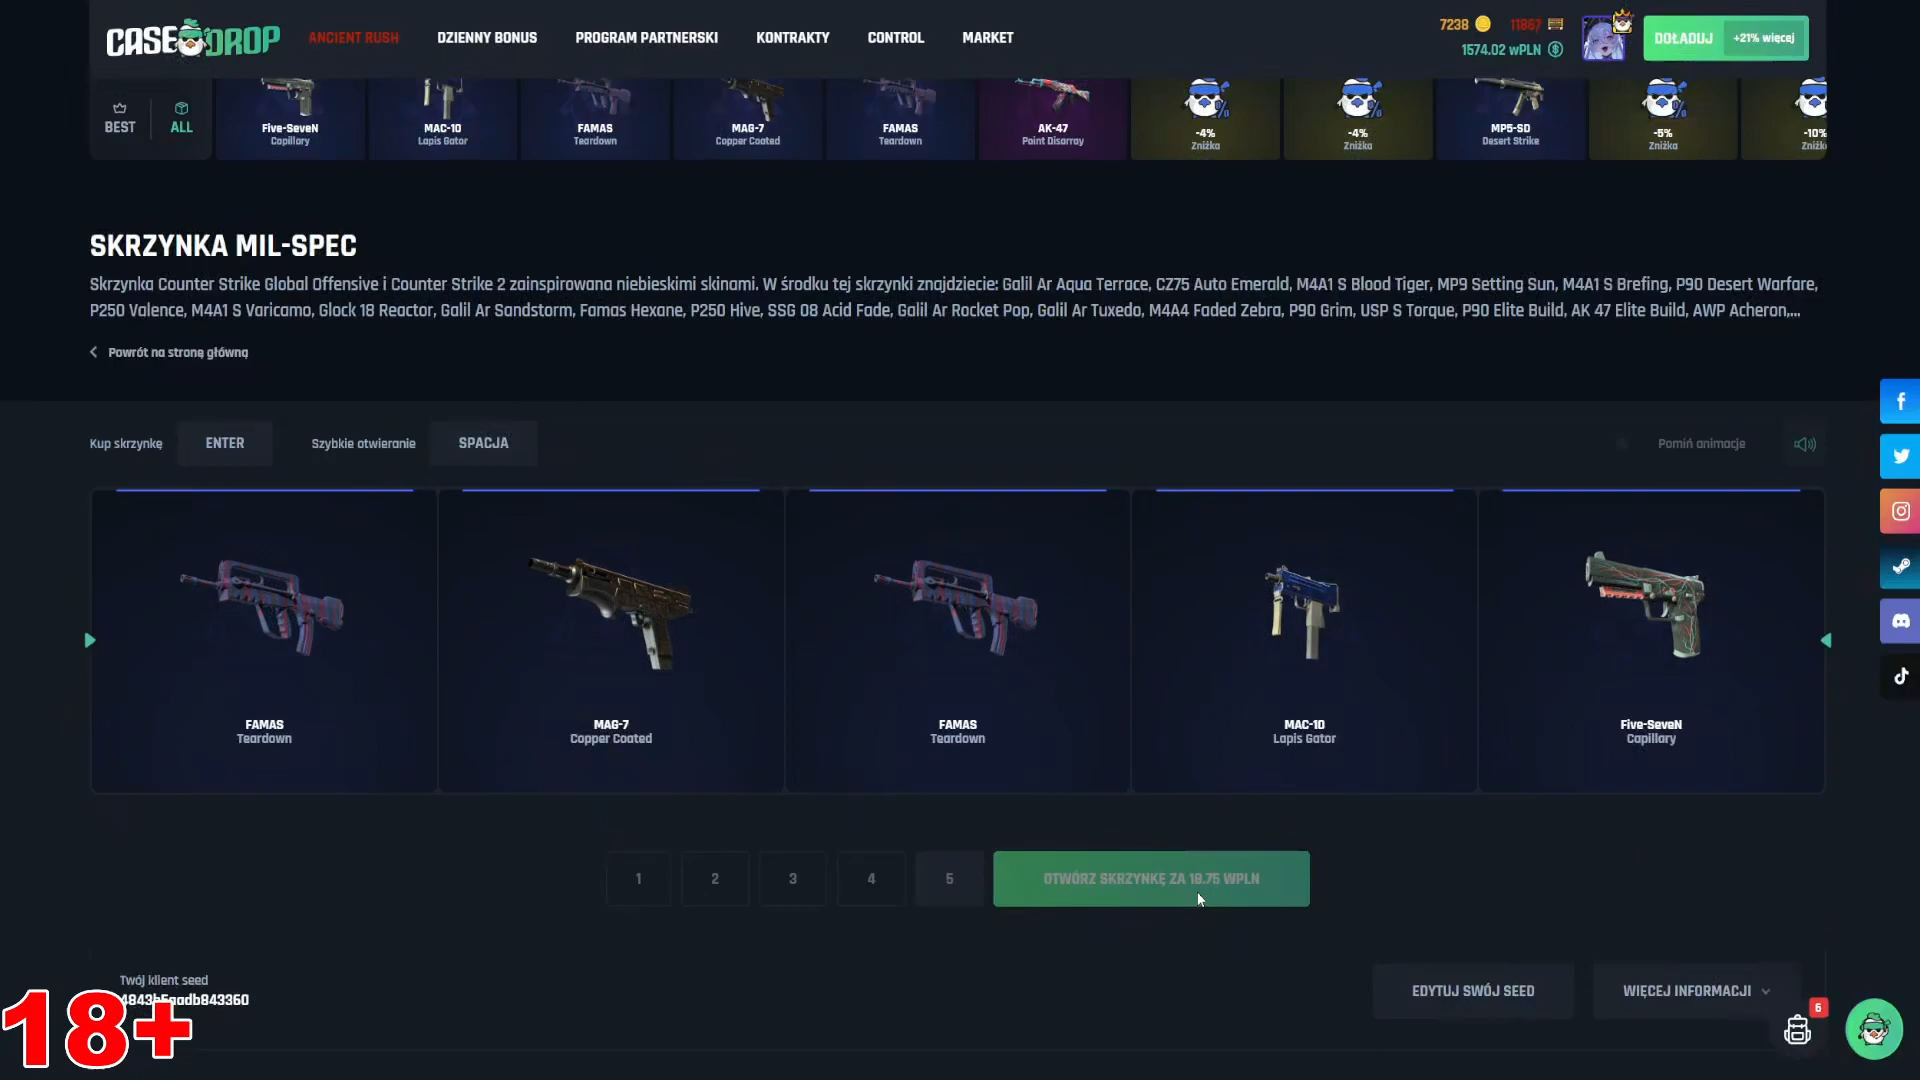 CASE DROP
ANCIENT RUSH
DZIENNY BONUS
PROGRAM PARTNERSKI
KONTRAKTY
CONTROL
MARKET
7238
11867
1574.02 wPLN
DOŁADUJ
+21% więcej
BEST
ALL
Five-SeveN
Capillary
MAC-10
Lapis Gator
FAMAS
Teardown
MAG-7
Copper Coated
FAMAS
Teardown
AK-47
Point Disarray
-4%
Zniżka
-4%
Zniżka
MP5-SD
Desert Strike
-5%
Zniżka
-10%
Zniżk
SKRZYNKA MIL-SPEC
Skrzynka Counter Strike Global Offensive i Counter Strike 2 zainspirowana niebieskimi skinami. W środku tej skrzynki znajdziecie: Galil Ar Aqua Terrace, CZ75 Auto Emerald, M4A1 S Blood Tiger, MP9 Setting Sun, M4A1 S Brefing, P90 Desert Warfare,
P250 Valence, M4A1 S Varicamo, Glock 18 Reactor, Galil Ar Sandstorm, Famas Hexane, P250 Hive, SSG 08 Acid Fade, Galil Ar Rocket Pop, Galil Ar Tuxedo, M4A4 Faded Zebra, P90 Grim, USP S Torque, P90 Elite Build, AK 47 Elite Build, AWP Acheron,...
Powrót na stronę główną
Kup skrzynkę
ENTER
Szybkie otwieranie
SPACJA
Pomiń animacje
FAMAS
Teardown
MAG-7
Copper Coated
FAMAS
Teardown
MAC-10
Lapis Gator
Five-SeveN
Capillary
1
2
3
4
5
OTWÓRZ SKRZYNKĘ ZA 18.75 WPLN
Twój klient seed
EDYTUJ SWÓJ SEED
WIĘCEJ INFORMACJI
6
18+